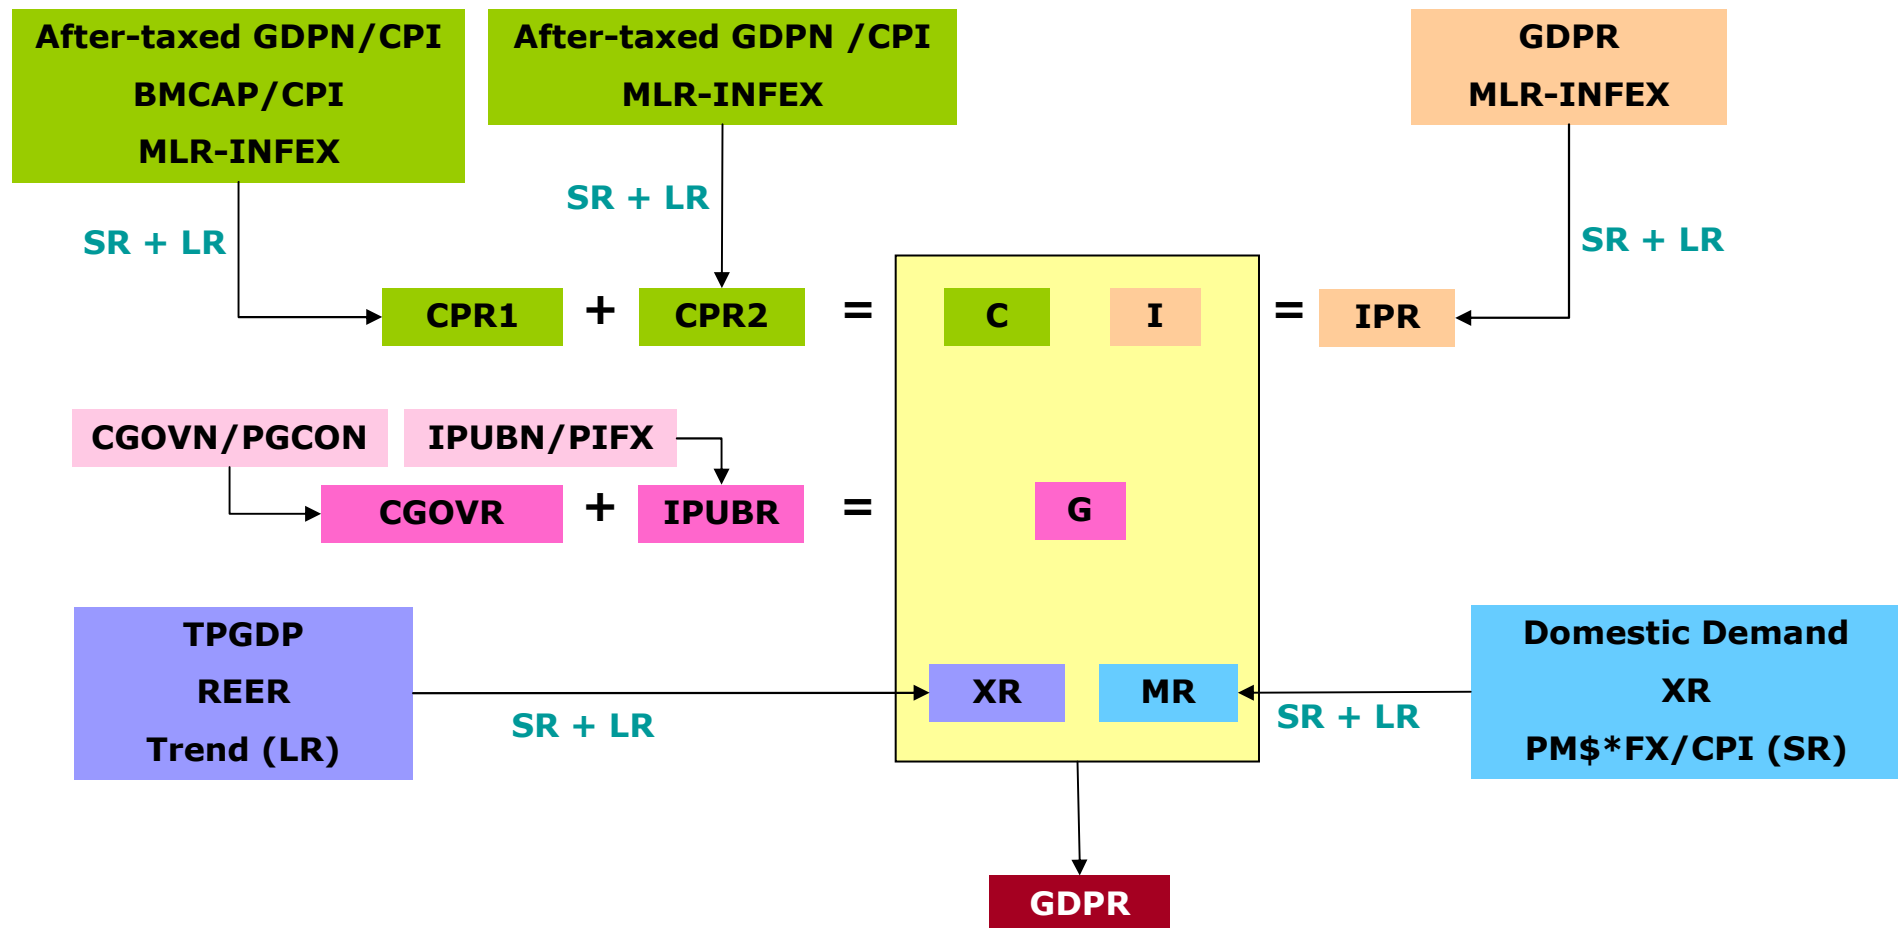 After-taxed GDPN/CPI
BMCAP/CPI
MLR-INFEX
After-taxed GDPN /CPI
MLR-INFEX
GDPR
MLR-INFEX
SR + LR
SR + LR
SR + LR
CPR1 + CPR2 = C I = IPR
CGOVN/PGCON
IPUBN/PIFX
CGOVR + IPUBR = G
TPGDP
REER
Trend (LR)
SR + LR
XR
MR
SR + LR
Domestic Demand
XR
PM$*FX/CPI (SR)
GDPR